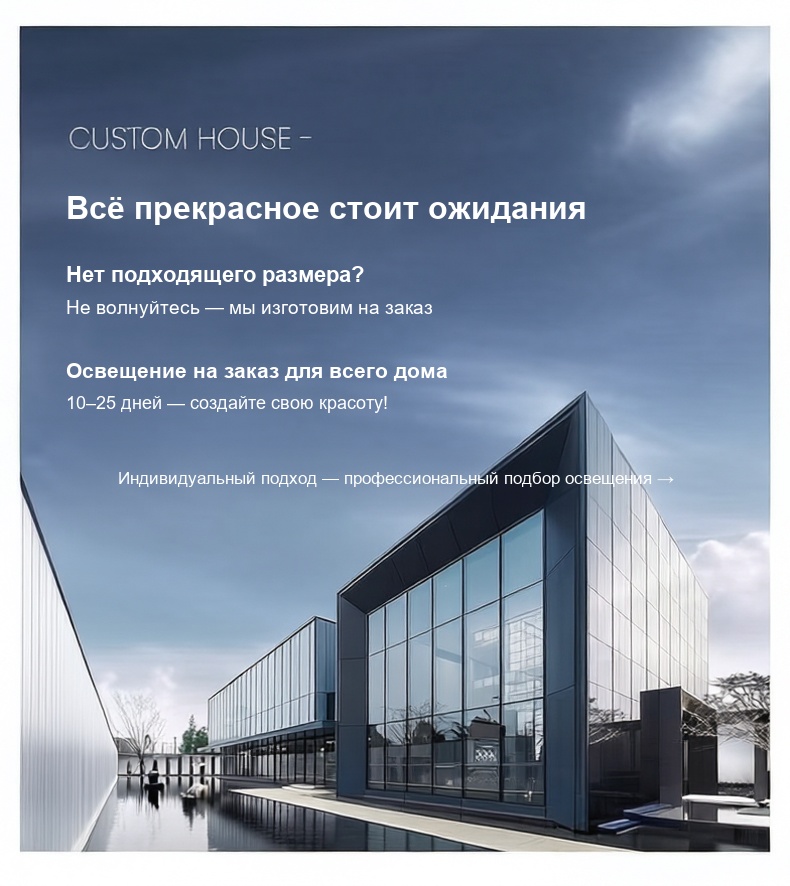 CUSTOM HOUSE –
Всё прекрасное стоит ожидания
Нет подходящего размера?
Не волнуйтесь — мы изготовим на заказ
Освещение на заказ для всего дома
10–25 дней — создайте свою красоту!
Индивидуальный подход — профессиональный подбор освещения →